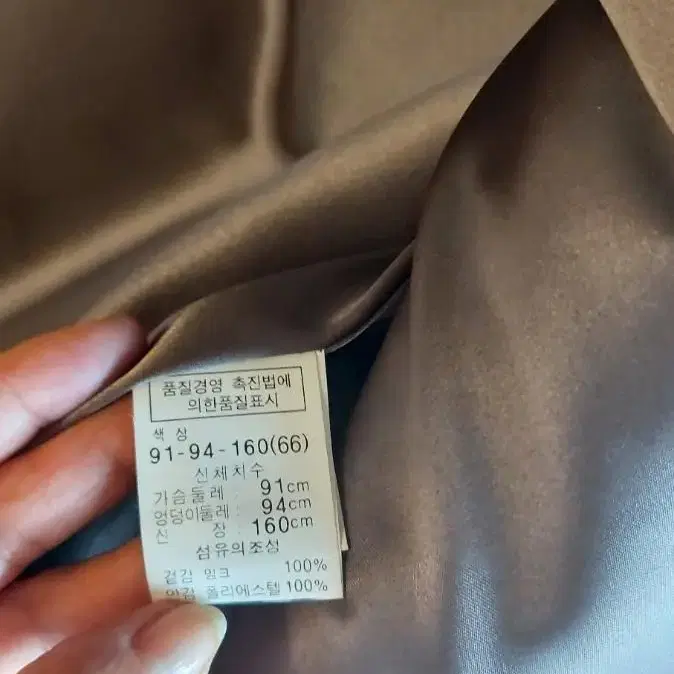 품질경영 촉진법에
의한품질표시
색상
91-94-160(66)
신체치수
가슴둘레 : 91cm
엉덩이둘레 : 94cm
신 장 : 160cm
섬유의조성
겉감 밍크 100%
안감 폴리에스텔 100%